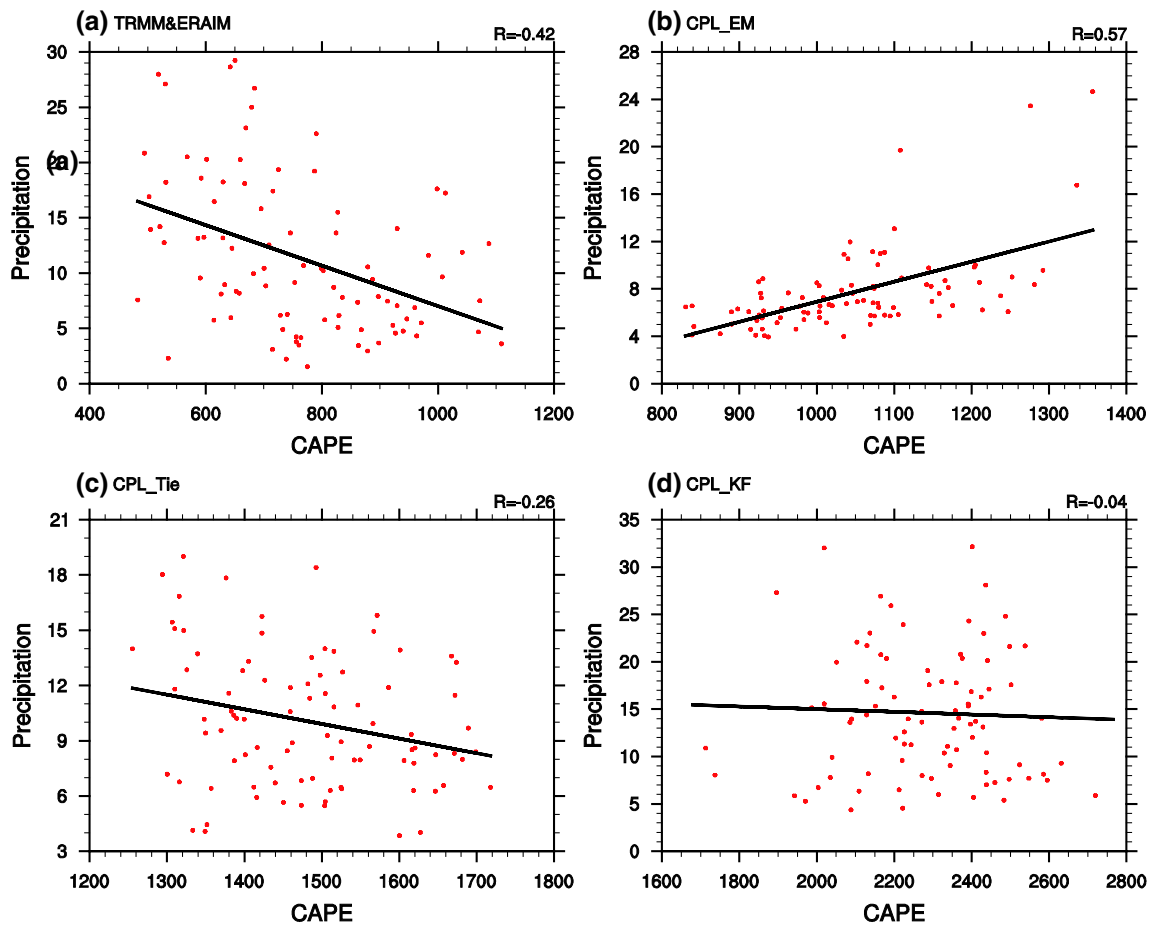 (a) TRMM&ERAIM
R=-0.42
30
25
20
(a)
15
10
5
0
Precipitation
400 600 800 1000 1200
CAPE
(b) CPL_EM
R=0.57
28
24
20
16
12
8
4
0
Precipitation
800 900 1000 1100 1200 1300 1400
CAPE
(c) CPL_Tie
R=-0.26
21
18
15
12
9
6
3
Precipitation
1200 1300 1400 1500 1600 1700 1800
CAPE
(d) CPL_KF
R=-0.04
35
30
25
20
15
10
5
0
Precipitation
1600 1800 2000 2200 2400 2600 2800
CAPE